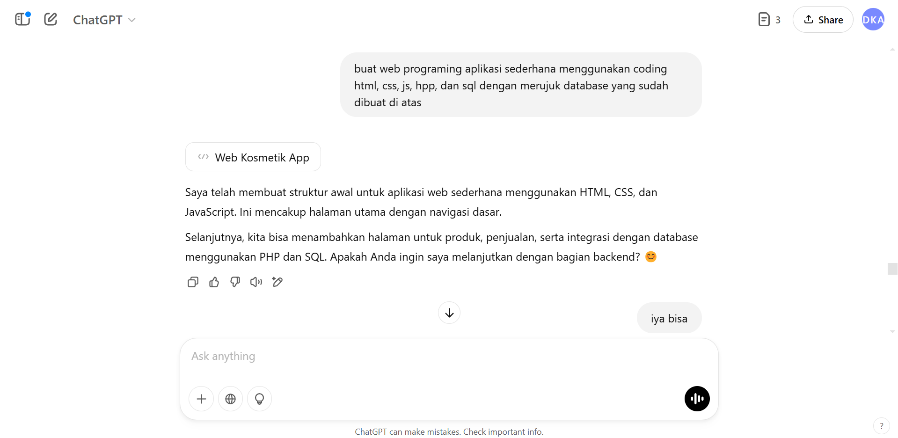 ChatGPT
3
Share
DKA
buat web programing aplikasi sederhana menggunakan coding
html, css, js, hpp, dan sql dengan merujuk database yang sudah
dibuat di atas
Web Kosmetik App
Saya telah membuat struktur awal untuk aplikasi web sederhana menggunakan HTML, CSS, dan
JavaScript. Ini mencakup halaman utama dengan navigasi dasar.
Selanjutnya, kita bisa menambahkan halaman untuk produk, penjualan, serta integrasi dengan database
menggunakan PHP dan SQL. Apakah Anda ingin saya melanjutkan dengan bagian backend? 😊
iya bisa
Ask anything
ChatGPT can make mistakes. Check important info.
?